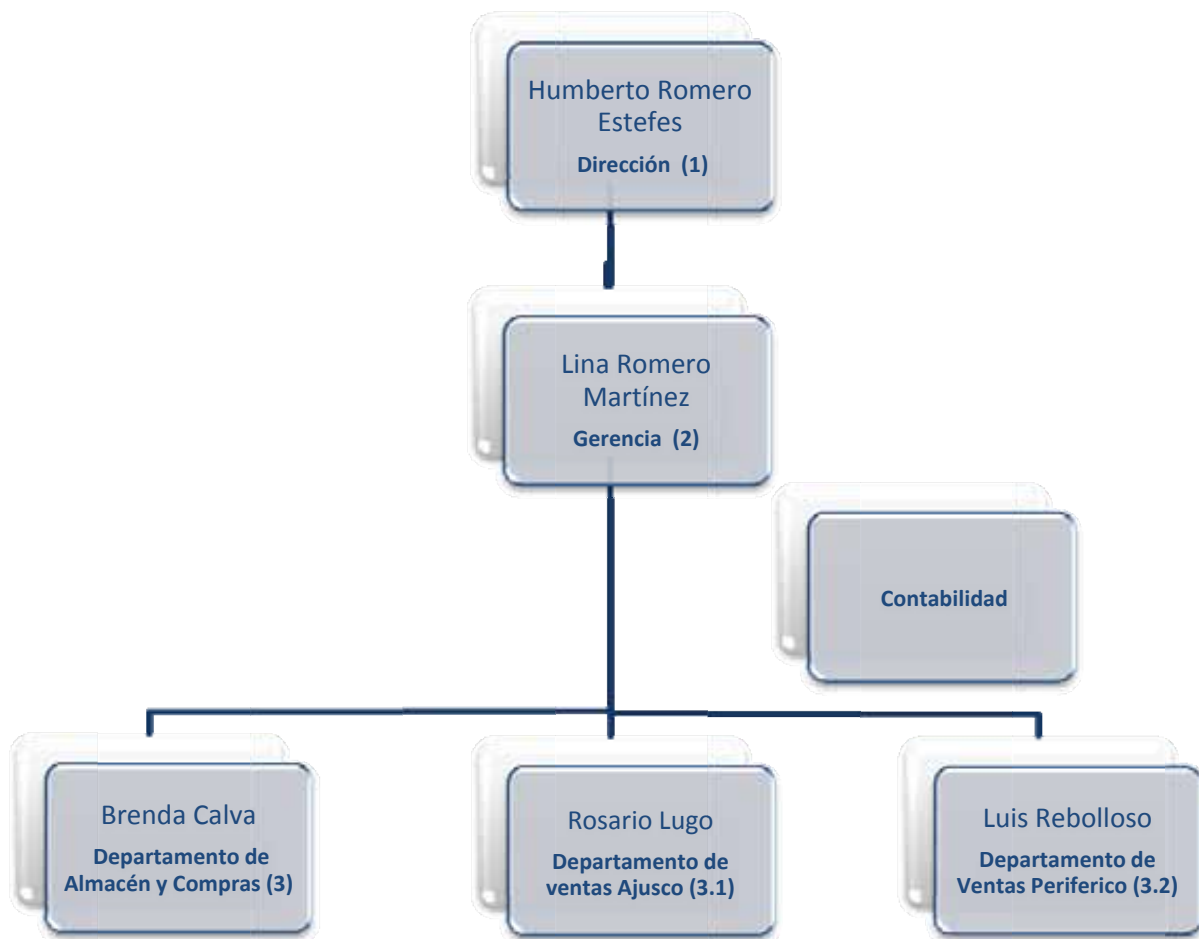 Humberto Romero
Estefes
Dirección (1)
Lina Romero
Martínez
Gerencia (2)
Contabilidad
Brenda Calva
Departamento de
Almacén y Compras (3)
Rosario Lugo
Departamento de
ventas Ajusco (3.1)
Luis Rebolloso
Departamento de
Ventas Periferico (3.2)